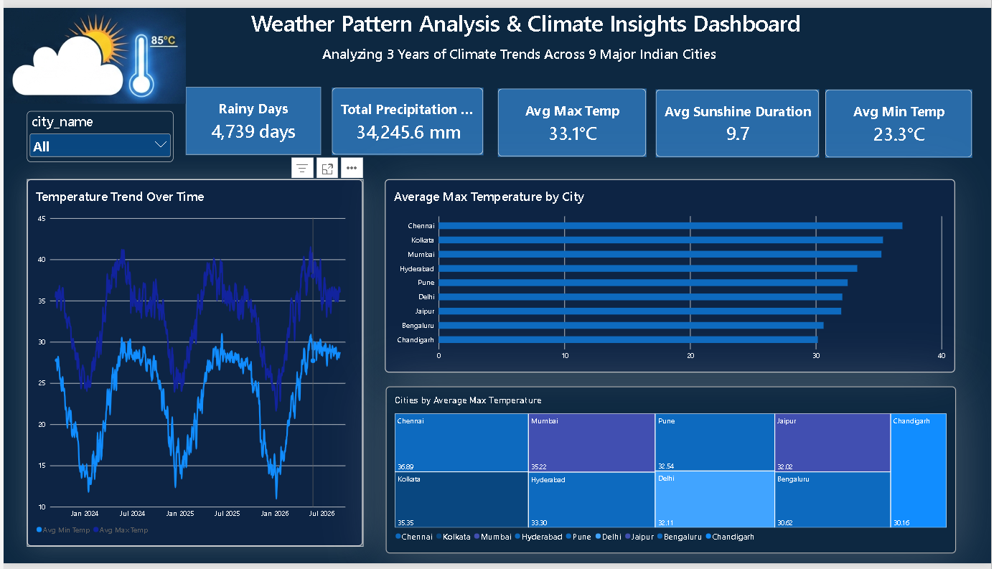 Weather Pattern Analysis & Climate Insights Dashboard
Analyzing 3 Years of Climate Trends Across 9 Major Indian Cities
85°C
city_name
All
Rainy Days
4,739 days
Total Precipitation ...
34,245.6 mm
Avg Max Temp
33.1°C
Avg Sunshine Duration
9.7
Avg Min Temp
23.3°C
Temperature Trend Over Time
45
40
35
30
25
20
15
10
Jan 2024 Jul 2024 Jan 2025 Jul 2025 Jan 2026 Jul 2026
Avg Min Temp Avg Max Temp
Average Max Temperature by City
Chennai
Kolkata
Mumbai
Hyderabad
Pune
Delhi
Jaipur
Bengaluru
Chandigarh
0 10 20 30 40
Cities by Average Max Temperature
Chennai
36.89
Kolkata
35.35
Mumbai
35.22
Hyderabad
33.30
Pune
32.54
Delhi
32.11
Jaipur
32.02
Bengaluru
30.62
Chandigarh
30.16
Chennai Kolkata Mumbai Hyderabad Pune Delhi Jaipur Bengaluru Chandigarh